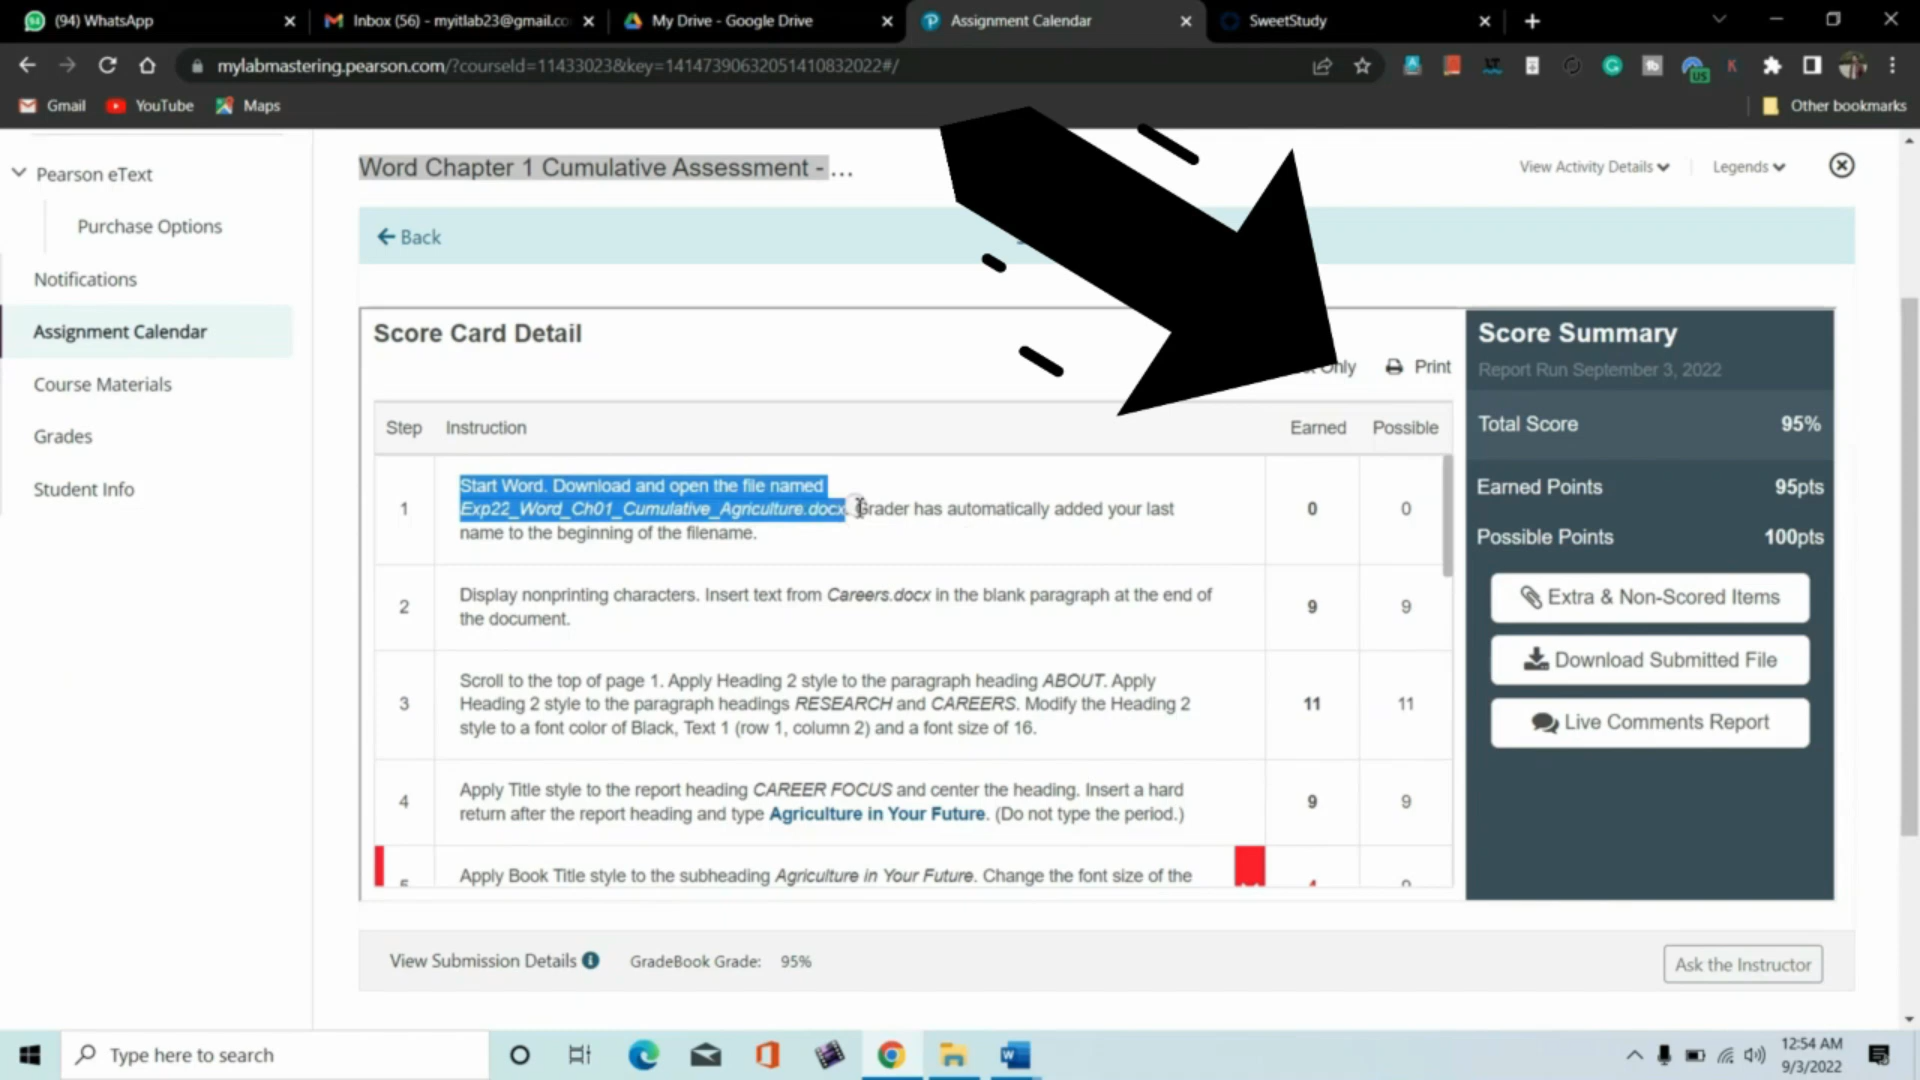 (94) WhatsApp
Inbox (56) - myitlab23@gmail.co
My Drive - Google Drive
Assignment Calendar
SweetStudy
mylabmastering.pearson.com/?courseId=11433023&key=14147390632051410832022#/
Gmail
YouTube
Maps
Other bookmarks
Pearson eText
Purchase Options
Notifications
Assignment Calendar
Course Materials
Grades
Student Info
Word Chapter 1 Cumulative Assessment - ...
View Activity Details
Legends
Back
Score Card Detail
Only
Print
Step Instruction Earned Possible
1
Start Word. Download and open the file named
Exp22_Word_Ch01_Cumulative_Agriculture.docx. Grader has automatically added your last
name to the beginning of the filename.
0 0
2
Display nonprinting characters. Insert text from Careers.docx in the blank paragraph at the end of
the document.
9 9
3
Scroll to the top of page 1. Apply Heading 2 style to the paragraph heading ABOUT. Apply
Heading 2 style to the paragraph headings RESEARCH and CAREERS. Modify the Heading 2
style to a font color of Black, Text 1 (row 1, column 2) and a font size of 16.
11 11
4
Apply Title style to the report heading CAREER FOCUS and center the heading. Insert a hard
return after the report heading and type Agriculture in Your Future. (Do not type the period.)
9 9
Apply Book Title style to the subheading Agriculture in Your Future. Change the font size of the
Score Summary
Report Run September 3, 2022
Total Score 95%
Earned Points 95pts
Possible Points 100pts
Extra & Non-Scored Items
Download Submitted File
Live Comments Report
View Submission Details
GradeBook Grade: 95%
Ask the Instructor
Type here to search
12:54 AM
9/3/2022